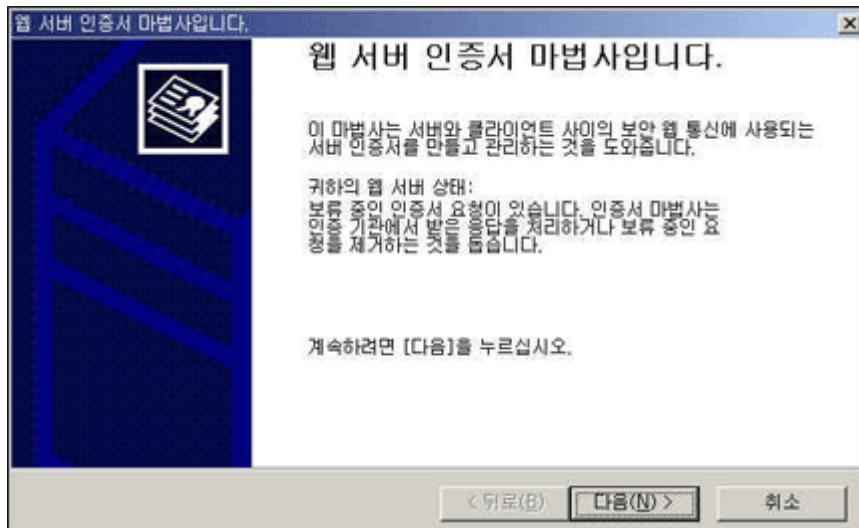 웹 서버 인증서 마법사입니다.
웹 서버 인증서 마법사입니다.
이 마법사는 서버와 클라이언트 사이의 보안 웹 통신에 사용되는
서버 인증서를 만들고 관리하는 것을 도와줍니다.
귀하의 웹 서버 상태:
보류 중인 인증서 요청이 있습니다. 인증서 마법사는
인증 기관에서 받은 응답을 처리하거나 보류 중인 요
청을 제거하는 것을 돕습니다.
계속하려면 [다음]을 누르십시오.
< 뒤로(B) 다음(N) > 취소